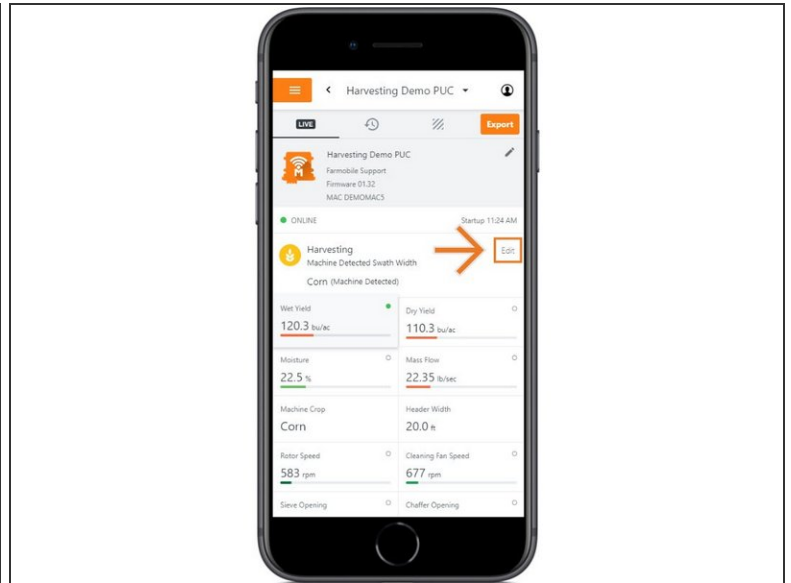 Harvesting Demo PUC
LIVE
Export
Harvesting Demo PUC
Farmobile Support
Firmware 01.32
MAC DEMOMAC5
ONLINE
Startup 11:24 AM
Harvesting
Edit
Machine Detected Swath Width
Corn (Machine Detected)
Wet Yield
Dry Yield
120.3 bu/ac
110.3 bu/ac
Moisture
Mass Flow
22.5 %
22.35 lb/sec
Machine Crop
Header Width
Corn
20.0 ft
Rotor Speed
Cleaning Fan Speed
583 rpm
677 rpm
Sieve Opening
Chaffer Opening